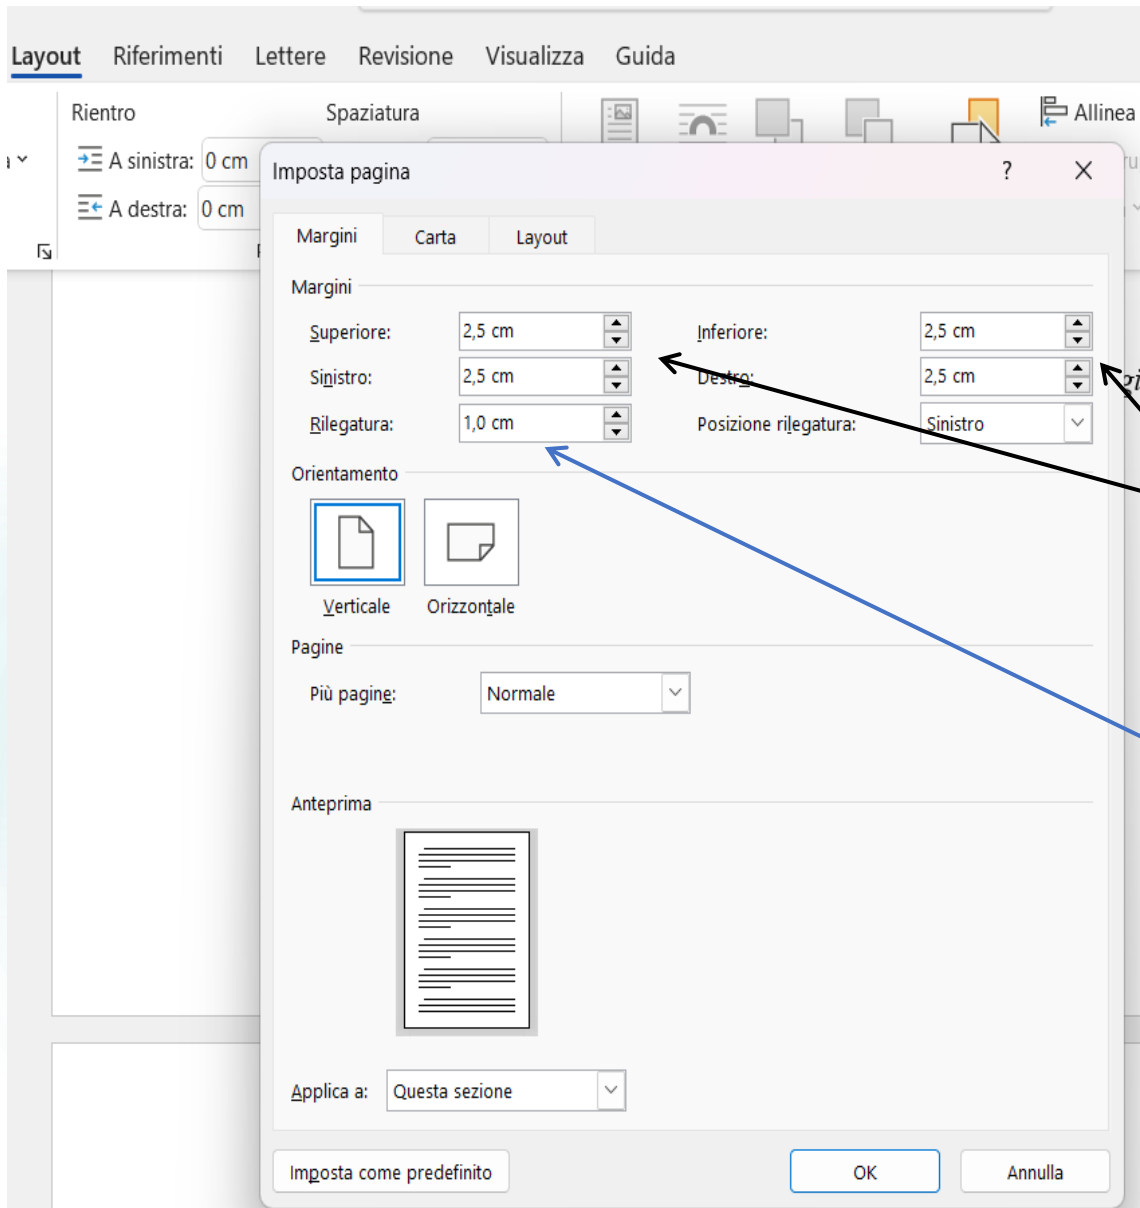 Layout Riferimenti Lettere Revisione Visualizza Guida
Rientro Spaziatura Allinea
A sinistra: 0 cm
A destra: 0 cm
Imposta pagina ?
Margini Carta Layout
Margini
Superiore: 2,5 cm Inferiore: 2,5 cm
Sinistro: 2,5 cm Destro: 2,5 cm
Rilegatura: 1,0 cm Posizione rilegatura: Sinistro
Orientamento
Verticale Orizzontale
Pagine
Più pagine: Normale
Anteprima
Applica a: Questa sezione
Imposta come predefinito OK Annulla